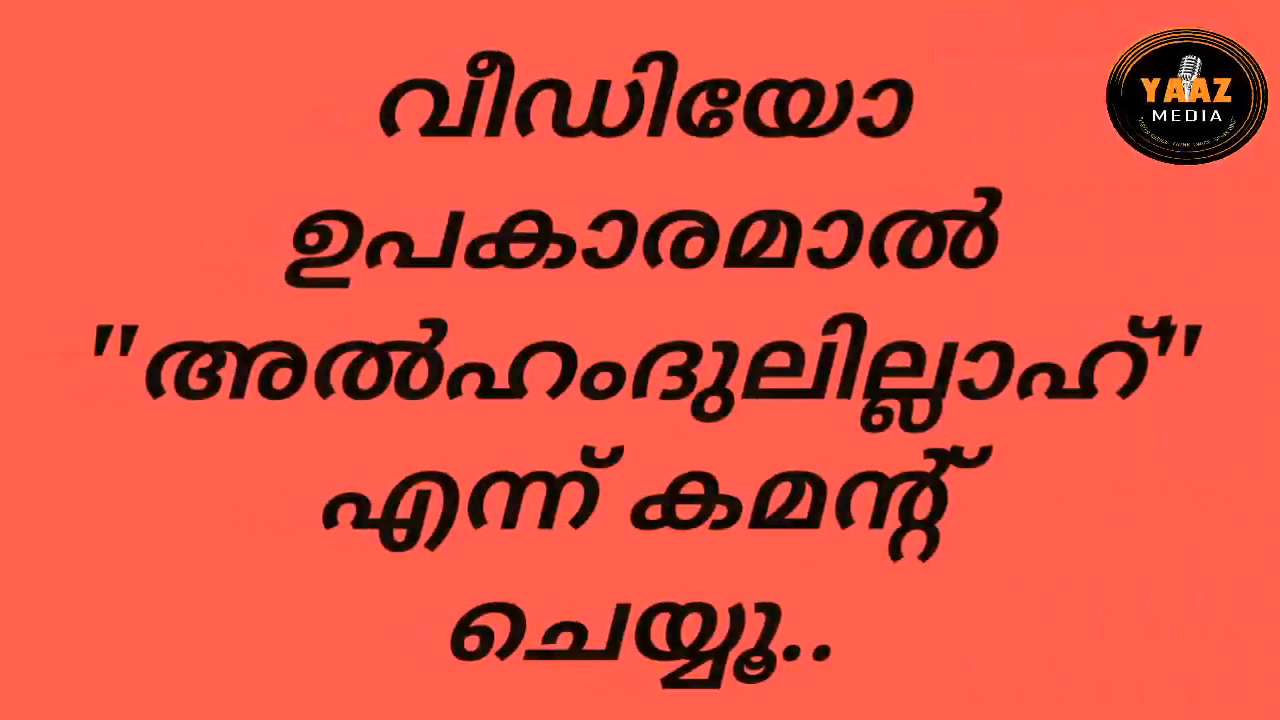 വീഡിയോ
ഉപകാരമാൽ
"അൽഹംദുലില്ലാഹ്"
എന്ന് കമന്റ്
ചെയ്യൂ..
YAAZ
MEDIA